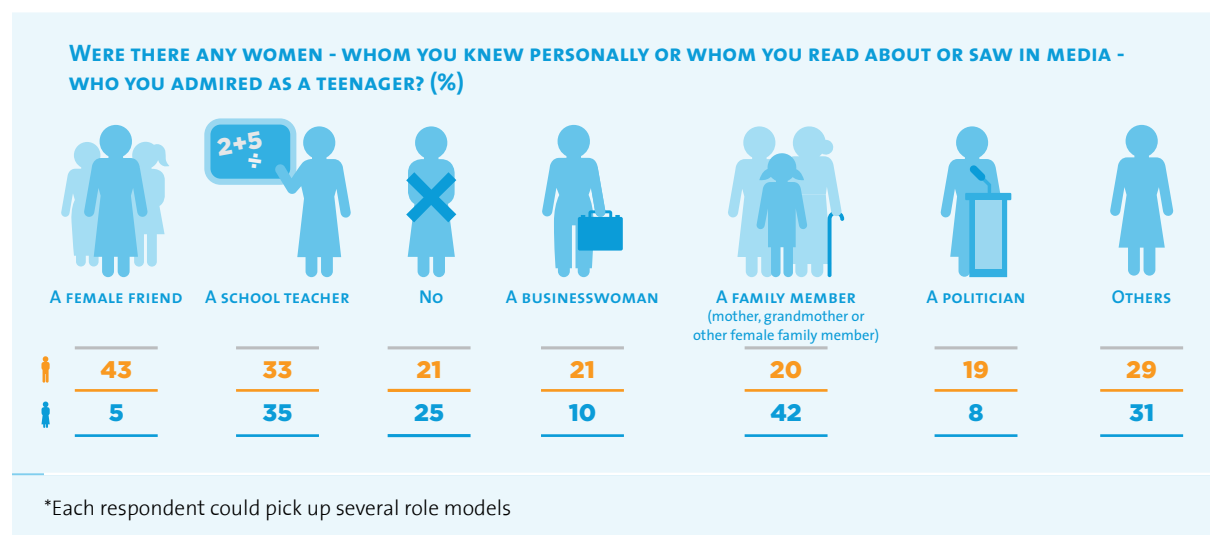 WERE THERE ANY WOMEN - WHOM YOU KNEW PERSONALLY OR WHOM YOU READ ABOUT OR SAW IN MEDIA -
WHO YOU ADMIRED AS A TEENAGER? (%)
2+5
÷
A FEMALE FRIEND A SCHOOL TEACHER NO A BUSINESSWOMAN A FAMILY MEMBER A POLITICIAN OTHERS
(mother, grandmother or
other female family member)
43 33 21 21 20 19 29
5 35 25 10 42 8 31
*Each respondent could pick up several role models